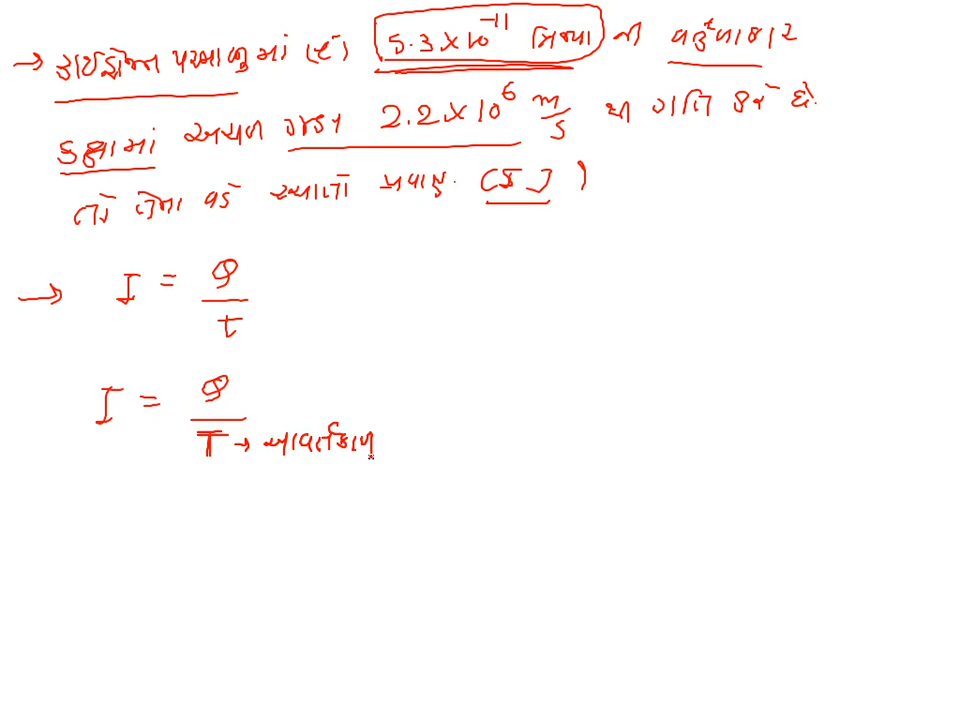 → હાઈડ્રોજન પરમાણુમાં (e⁻) 5.3×10⁻¹¹ ત્રિજ્યા ની વર્તુળાકાર
કક્ષામાં અચળ ઝડપ 2.2×10⁶ m/s થી ગતિ કરે છે.
તો તેના વડે રચાતો પ્રવાહ (I)
→ I = Q/t
I = Q/T → આવર્તકાળ